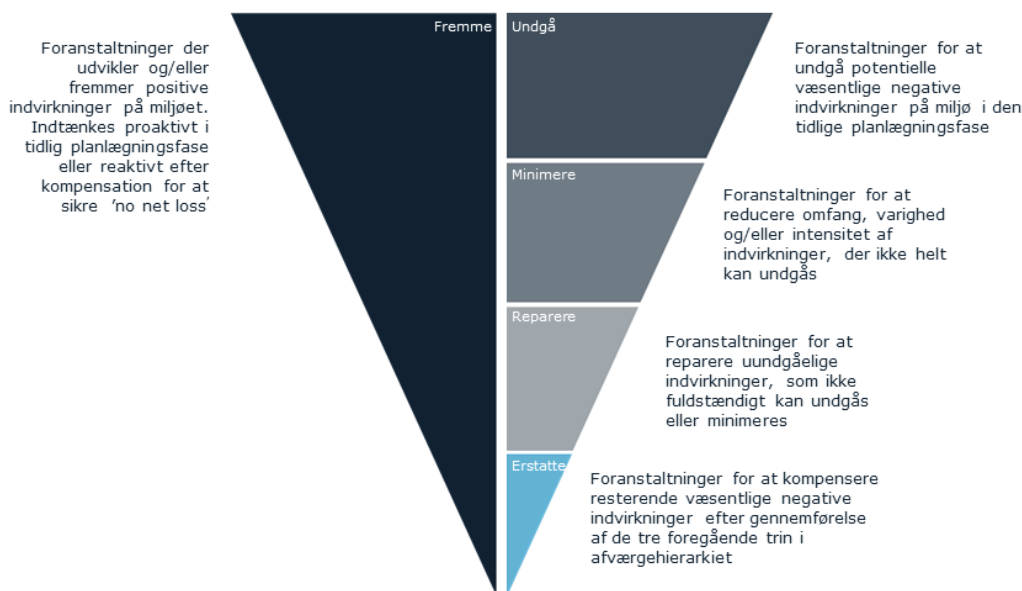 Fremme
Foranstaltninger der
udvikler og/eller
fremmer positive
indvirkninger på miljøet.
Indtænkes proaktivt i
tidlig planlægningsfase
eller reaktivt efter
kompensation for at
sikre 'no net loss'
Undgå
Foranstaltninger for at
undgå potentielle
væsentlige negative
indvirkninger på miljø i den
tidlige planlægningsfase
Minimere
Foranstaltninger for at
reducere omfang, varighed
og/eller intensitet af
indvirkninger, der ikke helt
kan undgås
Reparere
Foranstaltninger for at
reparere uundgåelige
indvirkninger, som ikke
fuldstændigt kan undgås
eller minimeres
Erstatte
Foranstaltninger for at kompensere
resterende væsentlige negative
indvirkninger efter gennemførelse
af de tre foregående trin i
afværgehierarkiet